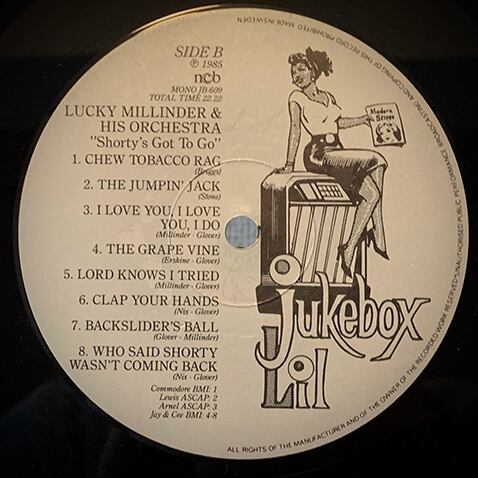 SIDE B
℗ 1985
ncb
MONO JB-609
TOTAL TIME 22.22
LUCKY MILLINDER &
HIS ORCHESTRA
"Shorty's Got To Go"
1. CHEW TOBACCO RAG
(Briggs)
2. THE JUMPIN' JACK
(Stone)
3. I LOVE YOU, I LOVE
YOU, I DO
(Millinder - Glover)
4. THE GRAPE VINE
(Erskine - Glover)
5. LORD KNOWS I TRIED
(Millinder - Glover)
6. CLAP YOUR HANDS
(Nix - Glover)
7. BACKSLIDER'S BALL
(Glover - Millinder)
8. WHO SAID SHORTY
WASN'T COMING BACK
(Nix - Glover)
Commodore BMI: 1
Lewis ASCAP: 2
Arnel ASCAP: 3
Jay & Cee BMI: 4-8
Modern
Jukebox
Lil
ALL RIGHTS OF THE MANUFACTURER AND OF THE OWNER OF THE RECORDED WORK RESERVED • UNAUTHORISED PUBLIC PERFORMANCE, BROADCASTING AND COPYING OF THIS RECORD PROHIBITED. MADE IN SWEDEN